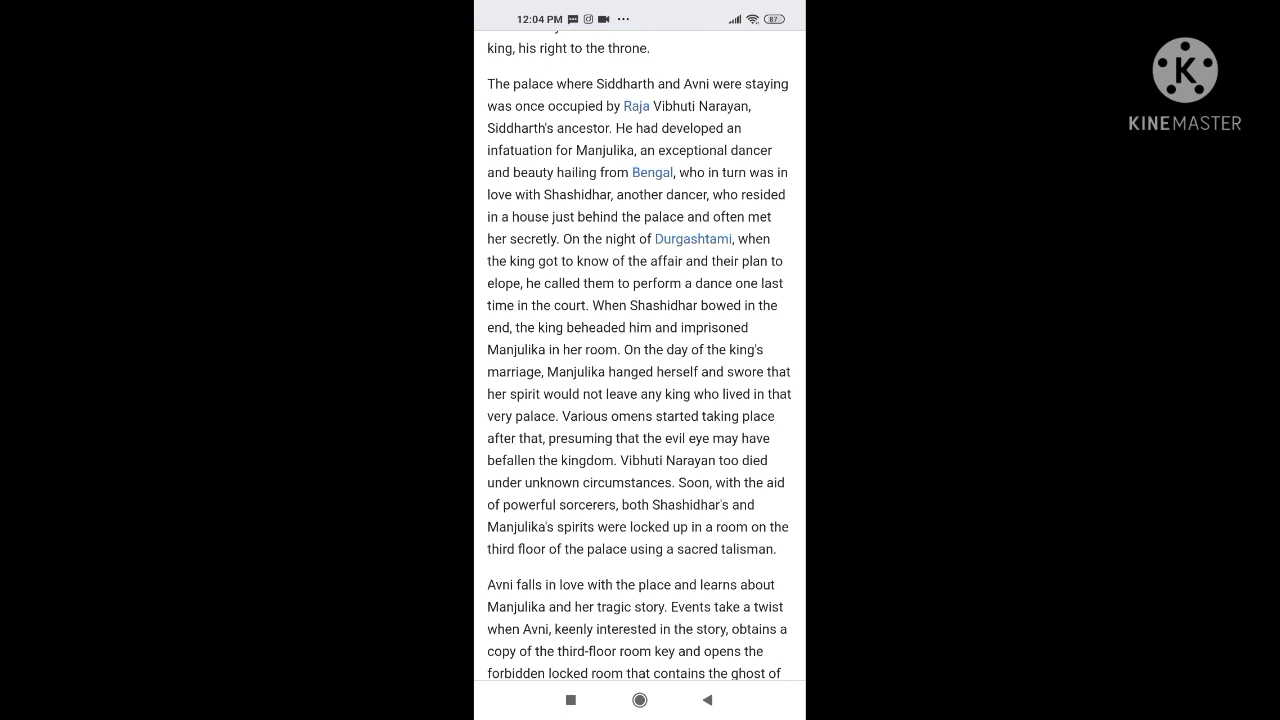 12:04 PM
87
king, his right to the throne.
The palace where Siddharth and Avni were staying
was once occupied by Raja Vibhuti Narayan,
Siddharth's ancestor. He had developed an
infatuation for Manjulika, an exceptional dancer
and beauty hailing from Bengal, who in turn was in
love with Shashidhar, another dancer, who resided
in a house just behind the palace and often met
her secretly. On the night of Durgashtami, when
the king got to know of the affair and their plan to
elope, he called them to perform a dance one last
time in the court. When Shashidhar bowed in the
end, the king beheaded him and imprisoned
Manjulika in her room. On the day of the king's
marriage, Manjulika hanged herself and swore that
her spirit would not leave any king who lived in that
very palace. Various omens started taking place
after that, presuming that the evil eye may have
befallen the kingdom. Vibhuti Narayan too died
under unknown circumstances. Soon, with the aid
of powerful sorcerers, both Shashidhar's and
Manjulika's spirits were locked up in a room on the
third floor of the palace using a sacred talisman.
Avni falls in love with the place and learns about
Manjulika and her tragic story. Events take a twist
when Avni, keenly interested in the story, obtains a
copy of the third-floor room key and opens the
forbidden locked room that contains the ghost of
K
KINEMASTER